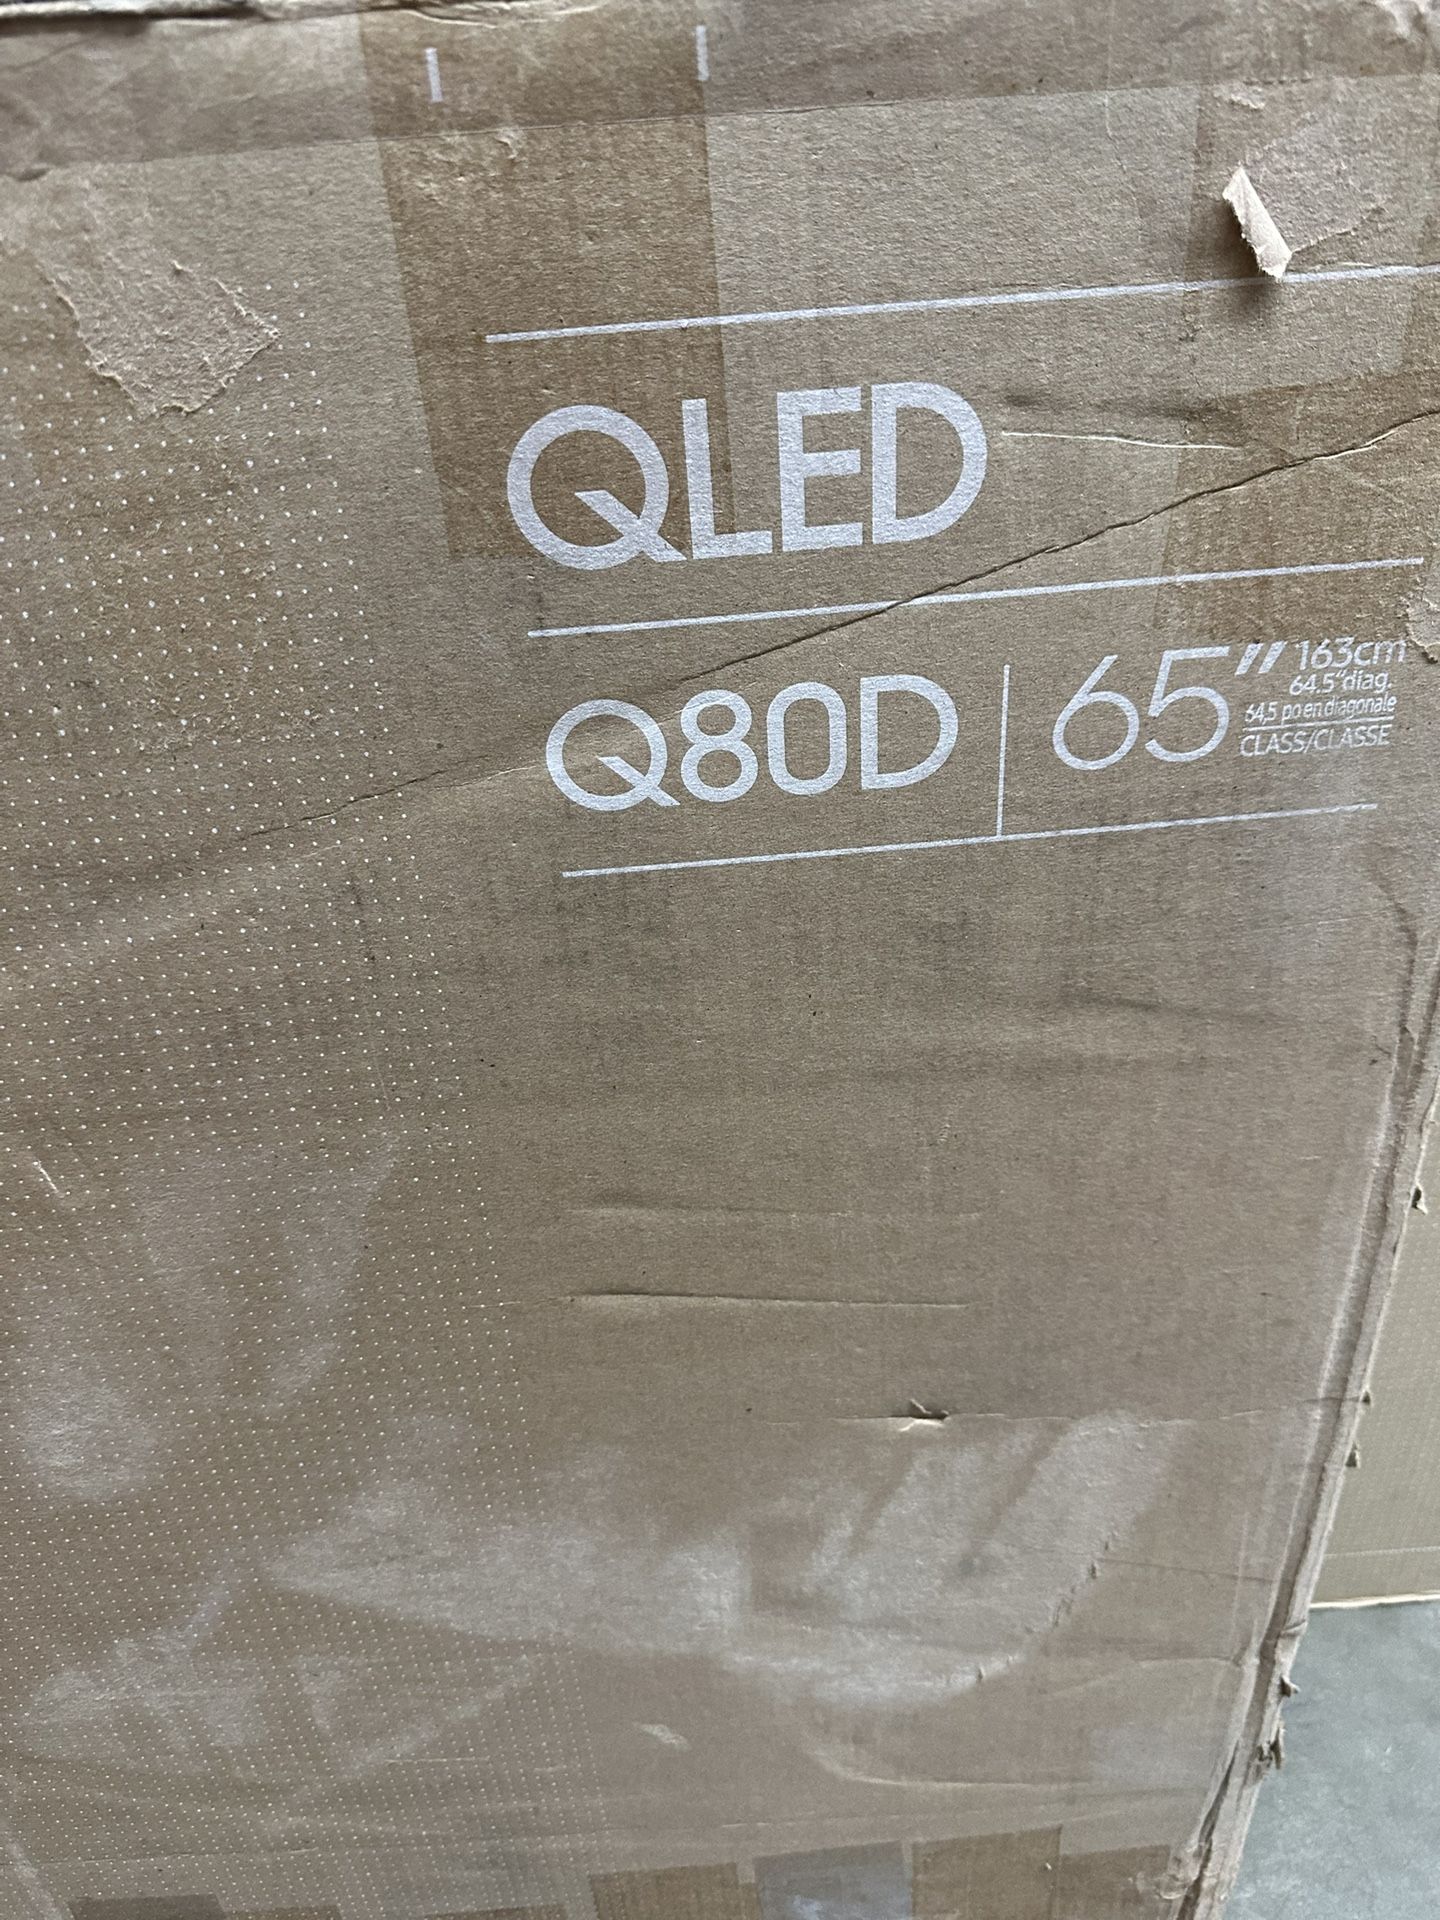 QLED
Q80D 65" 163cm
64.5"diag.
64,5 po en diagonale
CLASS/CLASSE